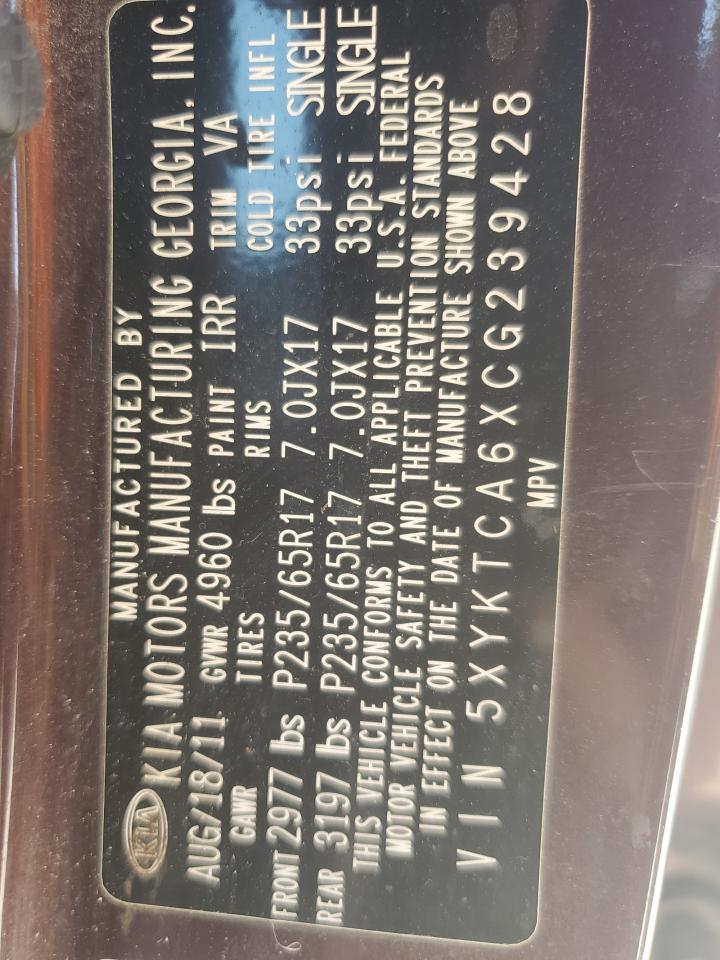 MANUFACTURED BY
KIA KIA MOTORS MANUFACTURING GEORGIA, INC.
AUG/18/11 GVWR 4960 lbs PAINT IRR TRIM VA
GAWR TIRES RIMS COLD TIRE INFL
FRONT 2977 lbs P235/65R17 7.0JX17 33psi SINGLE
REAR 3197 lbs P235/65R17 7.0JX17 33psi SINGLE
THIS VEHICLE CONFORMS TO ALL APPLICABLE U.S.A. FEDERAL
MOTOR VEHICLE SAFETY AND THEFT PREVENTION STANDARDS
IN EFFECT ON THE DATE OF MANUFACTURE SHOWN ABOVE
VIN 5XYKTCA6XCG239428
MPV